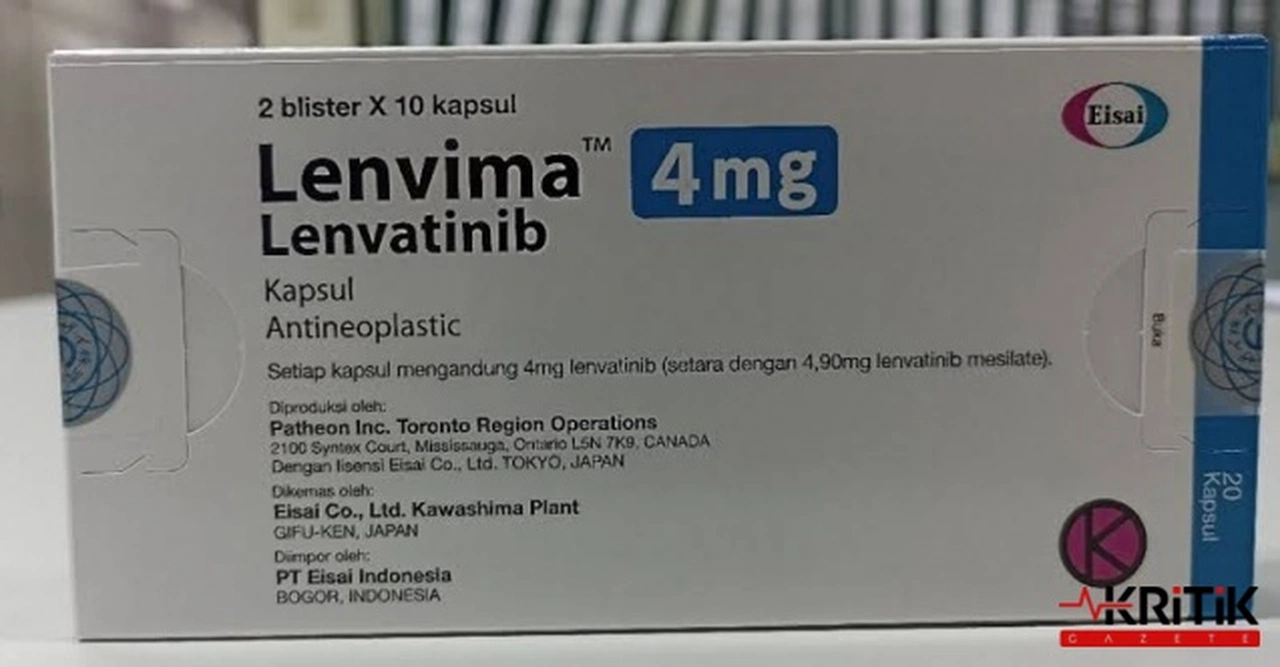 2 blister X 10 kapsul
Eisai
Lenvima™ 4 mg
Lenvatinib
Kapsul
Antineoplastic
Setiap kapsul mengandung 4mg lenvatinib (setara dengan 4,90mg lenvatinib mesilate).
Diproduksi oleh:
Patheon Inc. Toronto Region Operations
2100 Syntex Court, Mississauga, Ontario L5N 7K9, CANADA
Dengan lisensi Eisai Co., Ltd. TOKYO, JAPAN
Dikemas oleh:
Eisai Co., Ltd. Kawashima Plant
GIFU-KEN, JAPAN
Diimpor oleh:
PT Eisai Indonesia
BOGOR, INDONESIA
Buka
20
Kapsul
K
KRiTiK
GAZETE